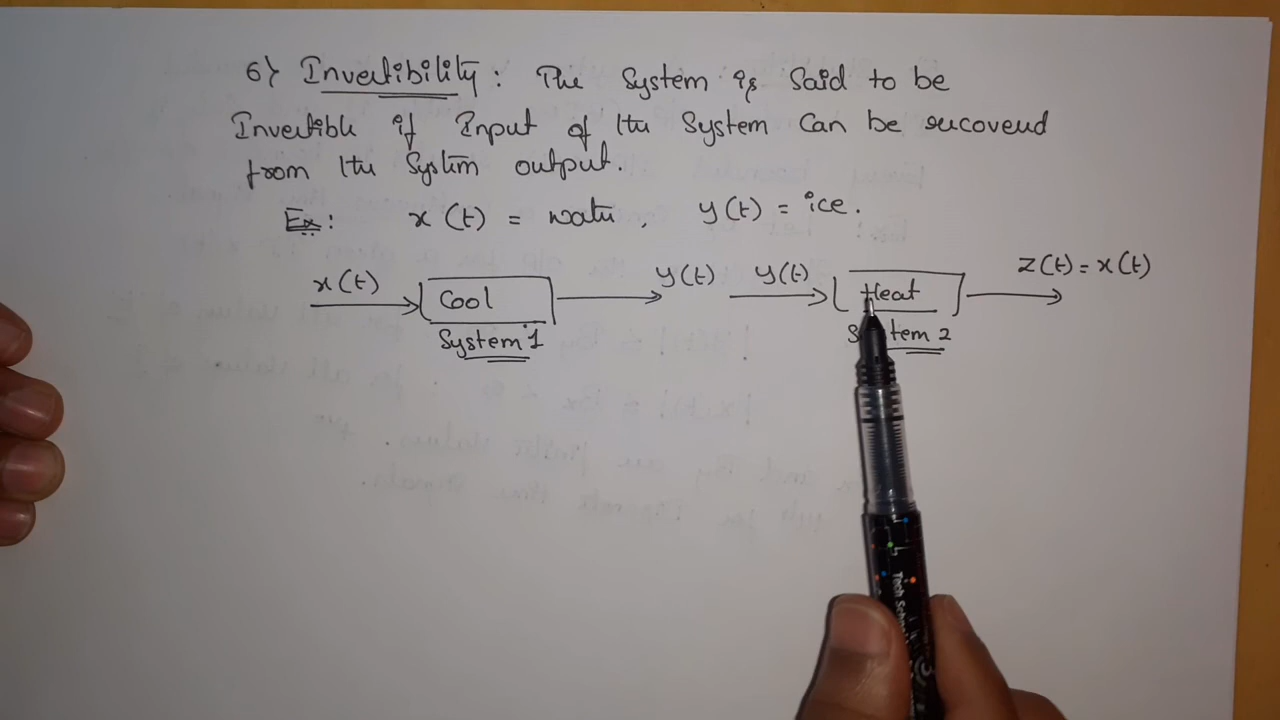 6) Invertibility: The System is Said to be
Invertible if Input of the System Can be recovered
from the System output.
Ex: x(t) = water, y(t) = ice.
x(t) Cool y(t) y(t) Heat z(t) = x(t)
System 1 System 2